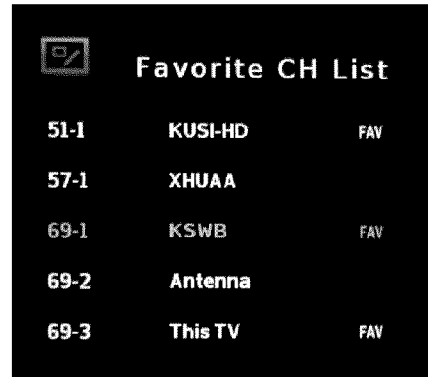 Favorite CH List
51-1 KUSI-HD FAV
57-1 XHUAA
69-1 KSWB FAV
69-2 Antenna
69-3 This TV FAV